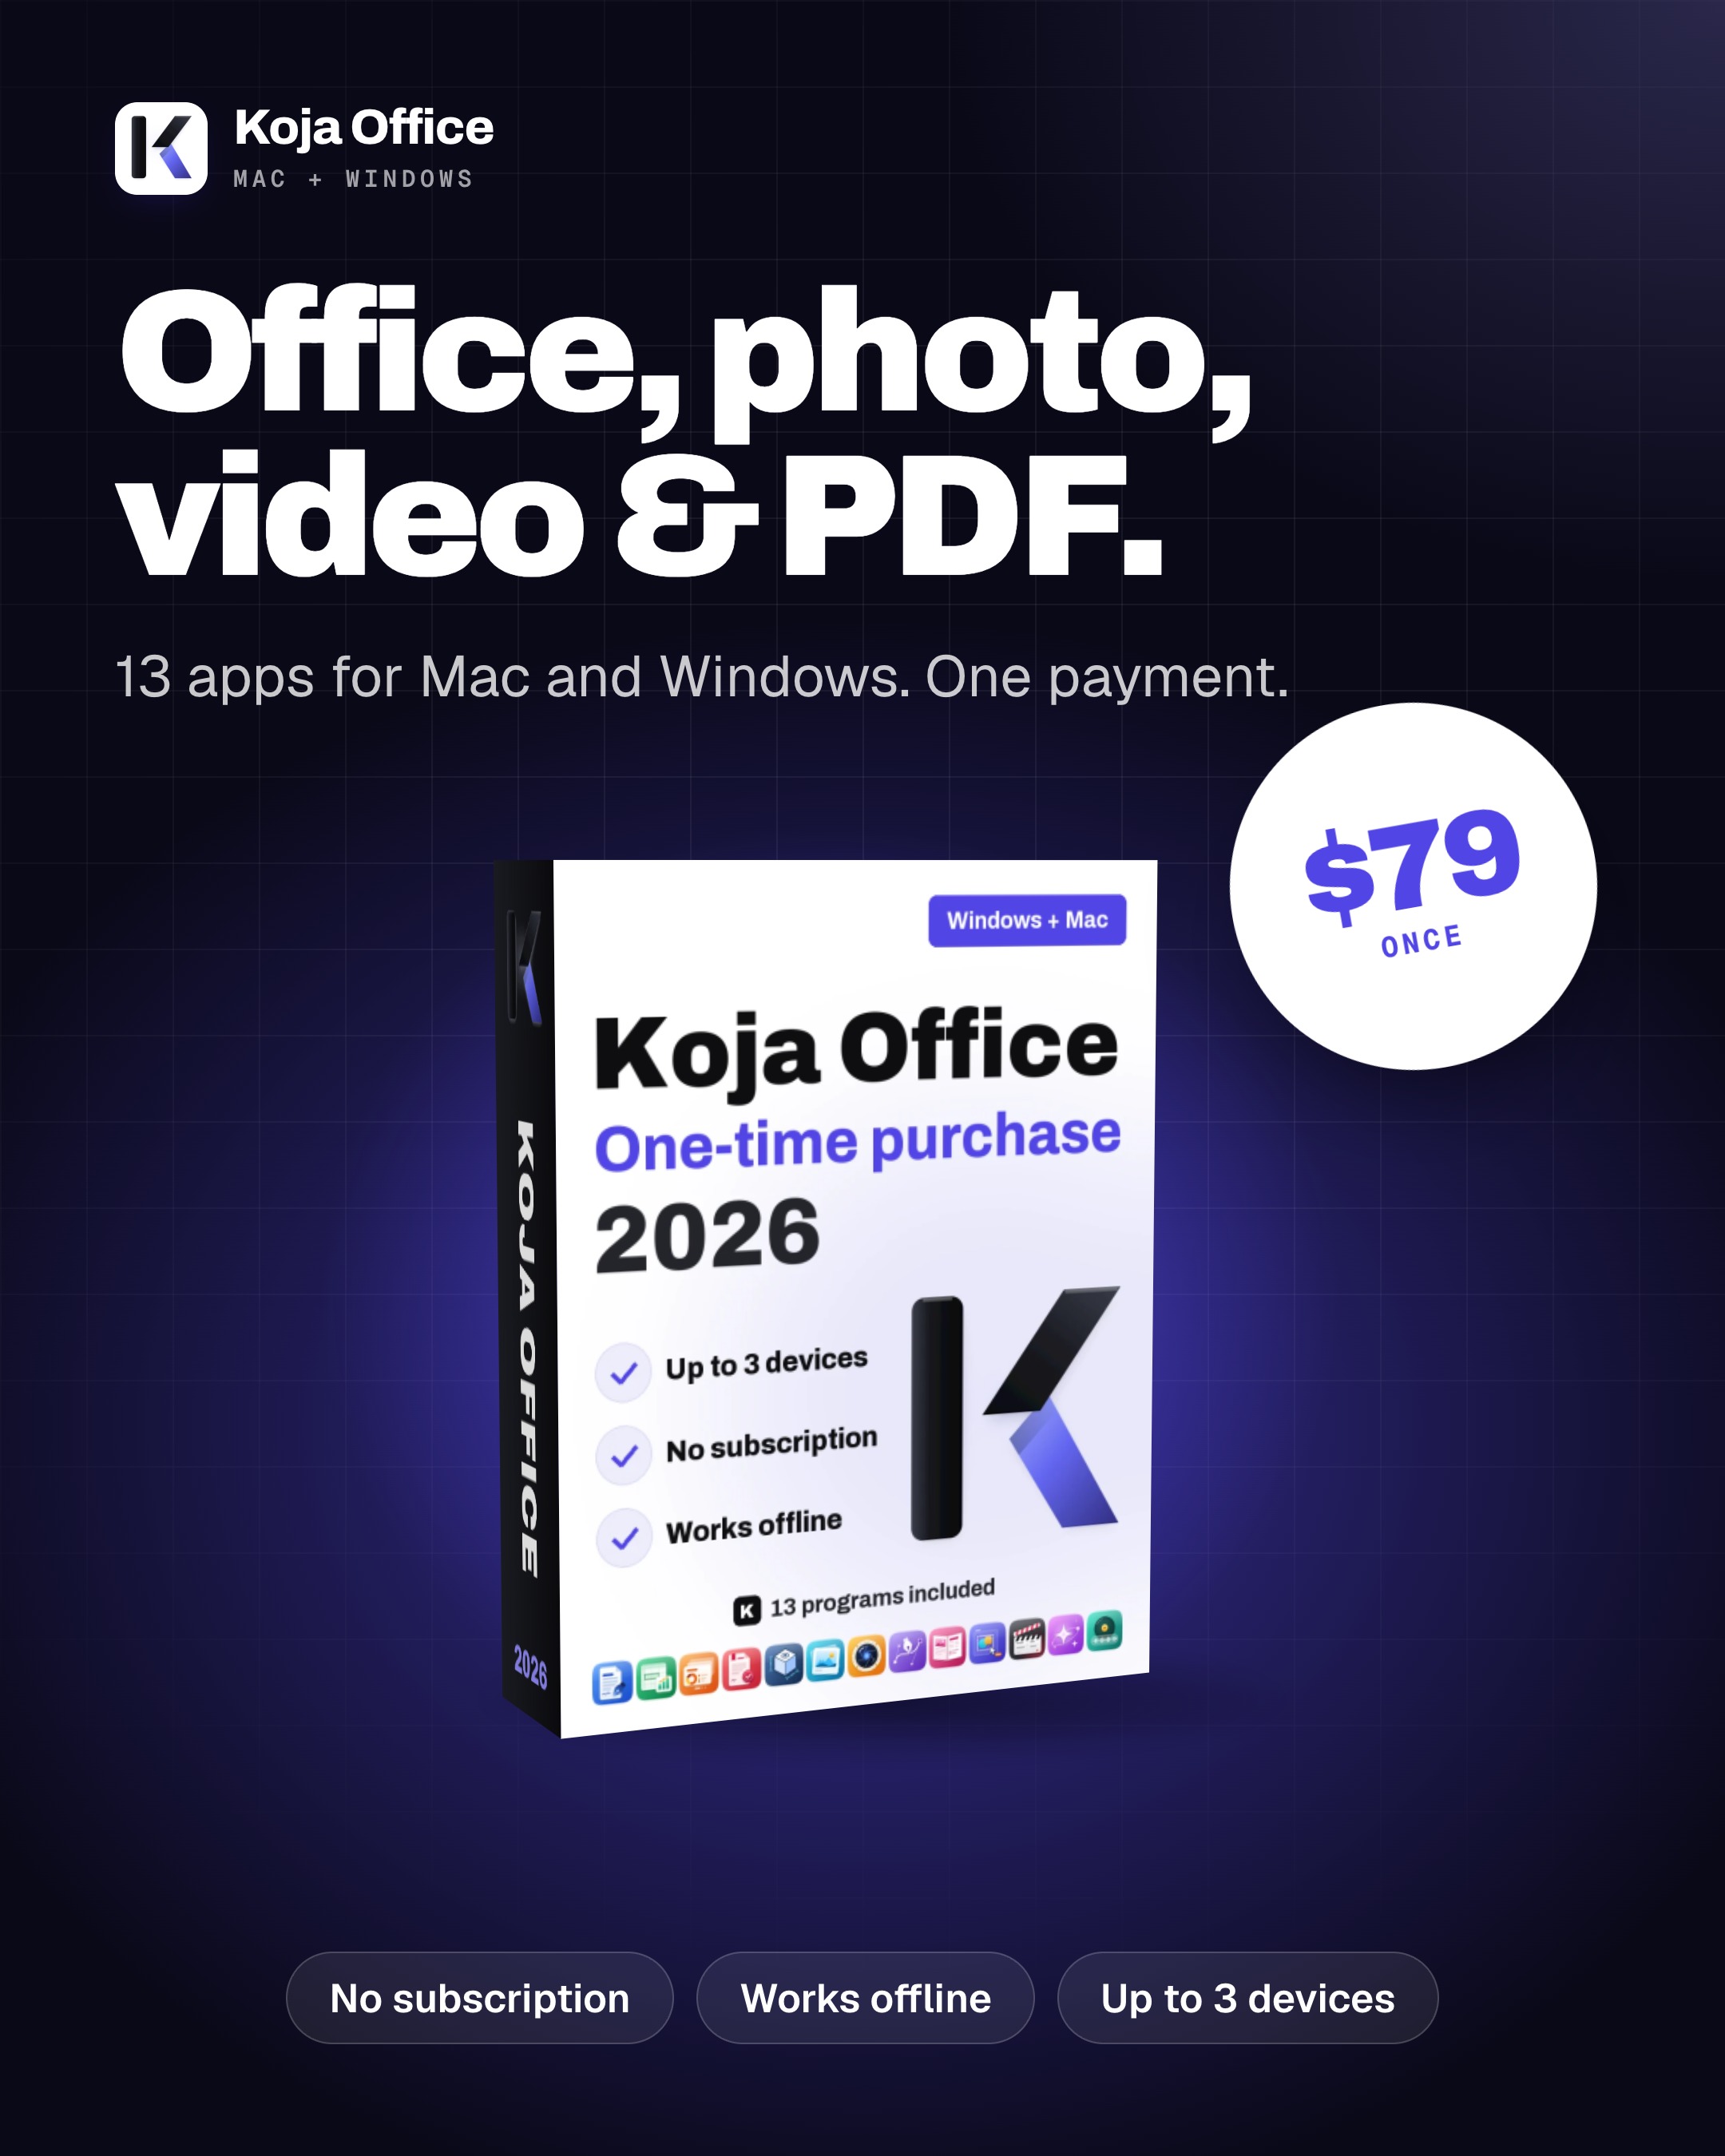 Koja Office
MAC + WINDOWS
Office, photo,
video & PDF.
13 apps for Mac and Windows. One payment.
$79
ONCE
Windows + Mac
Koja Office
One-time purchase
2026
Up to 3 devices
No subscription
Works offline
K 13 programs included
KOJA OFFICE
2026
No subscription
Works offline
Up to 3 devices